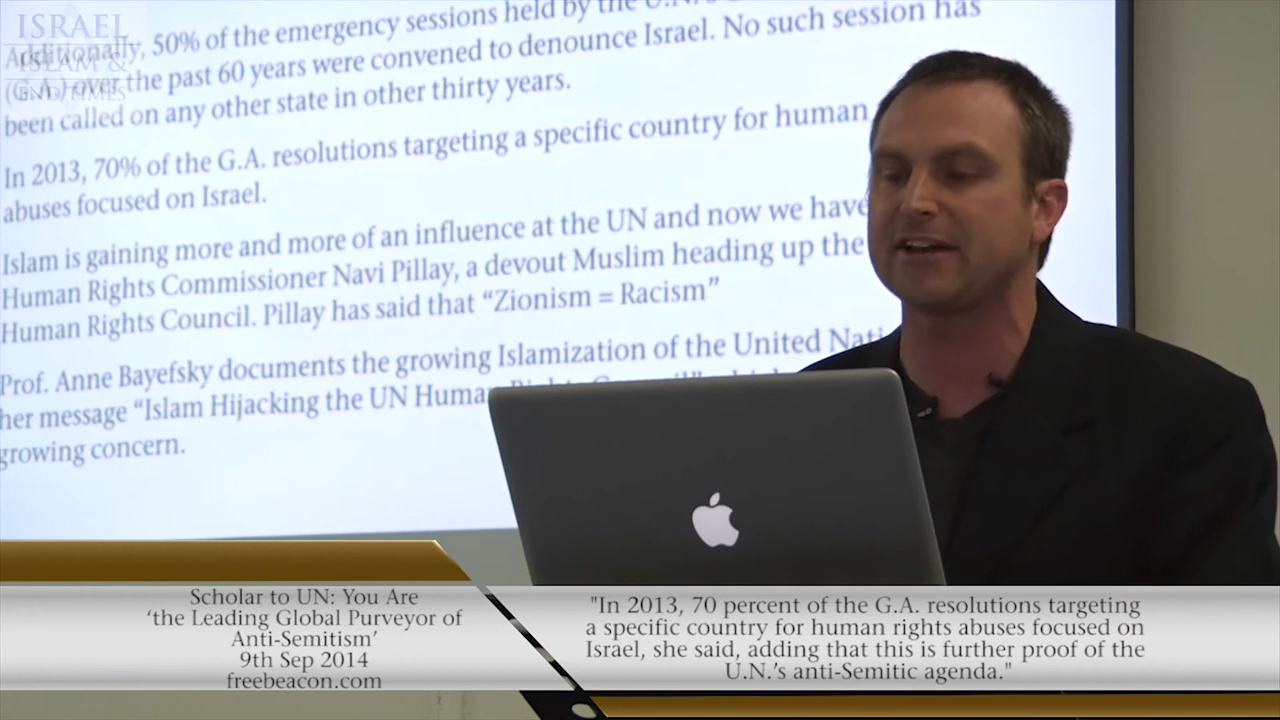 ISRAEL
ISLAM &
END TIMES
Additionally, 50% of the emergency sessions held by the U.N.'s
(G.A.) over the past 60 years were convened to denounce Israel. No such session has
been called on any other state in other thirty years.
In 2013, 70% of the G.A. resolutions targeting a specific country for human
abuses focused on Israel.
Islam is gaining more and more of an influence at the UN and now we have
Human Rights Commissioner Navi Pillay, a devout Muslim heading up the
Human Rights Council. Pillay has said that “Zionism = Racism”
Prof. Anne Bayefsky documents the growing Islamization of the United Nati
her message “Islam Hijacking the UN Huma
growing concern.
Scholar to UN: You Are
‘the Leading Global Purveyor of
Anti-Semitism’
9th Sep 2014
freebeacon.com
"In 2013, 70 percent of the G.A. resolutions targeting
a specific country for human rights abuses focused on
Israel, she said, adding that this is further proof of the
U.N.’s anti-Semitic agenda."